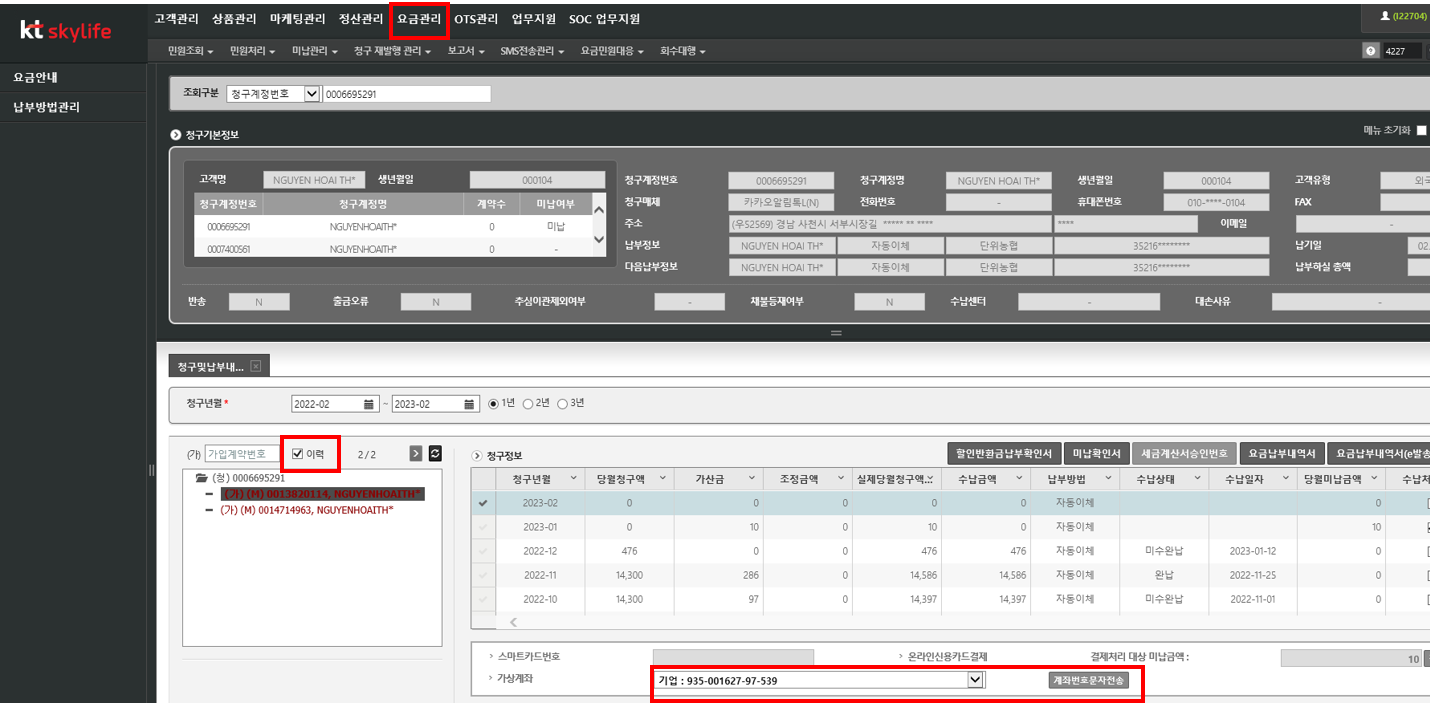 kt skylife
고객관리 상품관리 마케팅관리 정산관리 요금관리 OTS관리 업무지원 SOC 업무지원
(I22704)
민원조회 민원처리 미납관리 청구 재발행 관리 보고서 SMS전송관리 요금민원대응 회수대행
4227
요금안내
납부방법관리
조회구분 청구계정번호 0006695291
청구기본정보
메뉴 초기화
고객명 NGUYEN HOAI TH* 생년월일 000104
청구계정번호 청구계정명 계약수 미납여부
0006695291 NGUYENHOAITH* 0 미납
0007400561 NGUYENHOAITH* 0 -
청구계정번호 0006695291 청구계정명 NGUYEN HOAI TH* 생년월일 000104 고객유형 외국
청구매체 카카오알림톡L(N) 전화번호 - 휴대폰번호 010-****-0104 FAX
주소 (우52569) 경남 사천시 서부시장길 ***** ** **** **** 이메일 -
납부정보 NGUYEN HOAI TH* 자동이체 단위농협 35216******** 납기일 02.
다음납부정보 NGUYEN HOAI TH* 자동이체 단위농협 35216******** 납부하실 총액
반송 N 출금오류 N 추심이관제외여부 - 채불등재여부 N 수납센터 - 대손사유 -
청구및납부내...
청구년월* 2022-02 ~ 2023-02 1년 2년 3년
(가) 가입계약번호 이력 2/2
(청) 0006695291
(가) (M) 0013820114, NGUYENHOAITH*
(가) (M) 0014714963, NGUYENHOAITH*
청구정보
할인반환금납부확인서 미납확인서 세금계산서승인번호 요금납부내역서 요금납부내역서(e발송
청구년월 당월청구액 가산금 조정금액 실제당월청구액... 수납금액 납부방법 수납상태 수납일자 당월미납금액 수납처
2023-02 0 0 0 0 0 자동이체 0
2023-01 0 10 0 10 0 자동이체 10
2022-12 476 0 0 476 476 자동이체 미수완납 2023-01-12 0
2022-11 14,300 286 0 14,586 14,586 자동이체 완납 2022-11-25 0
2022-10 14,300 97 0 14,397 14,397 자동이체 미수완납 2022-11-01 0
스마트카드번호 온라인신용카드결제 결제처리 대상 미납금액 : 10
가상계좌 기업 : 935-001627-97-539 계좌번호문자전송